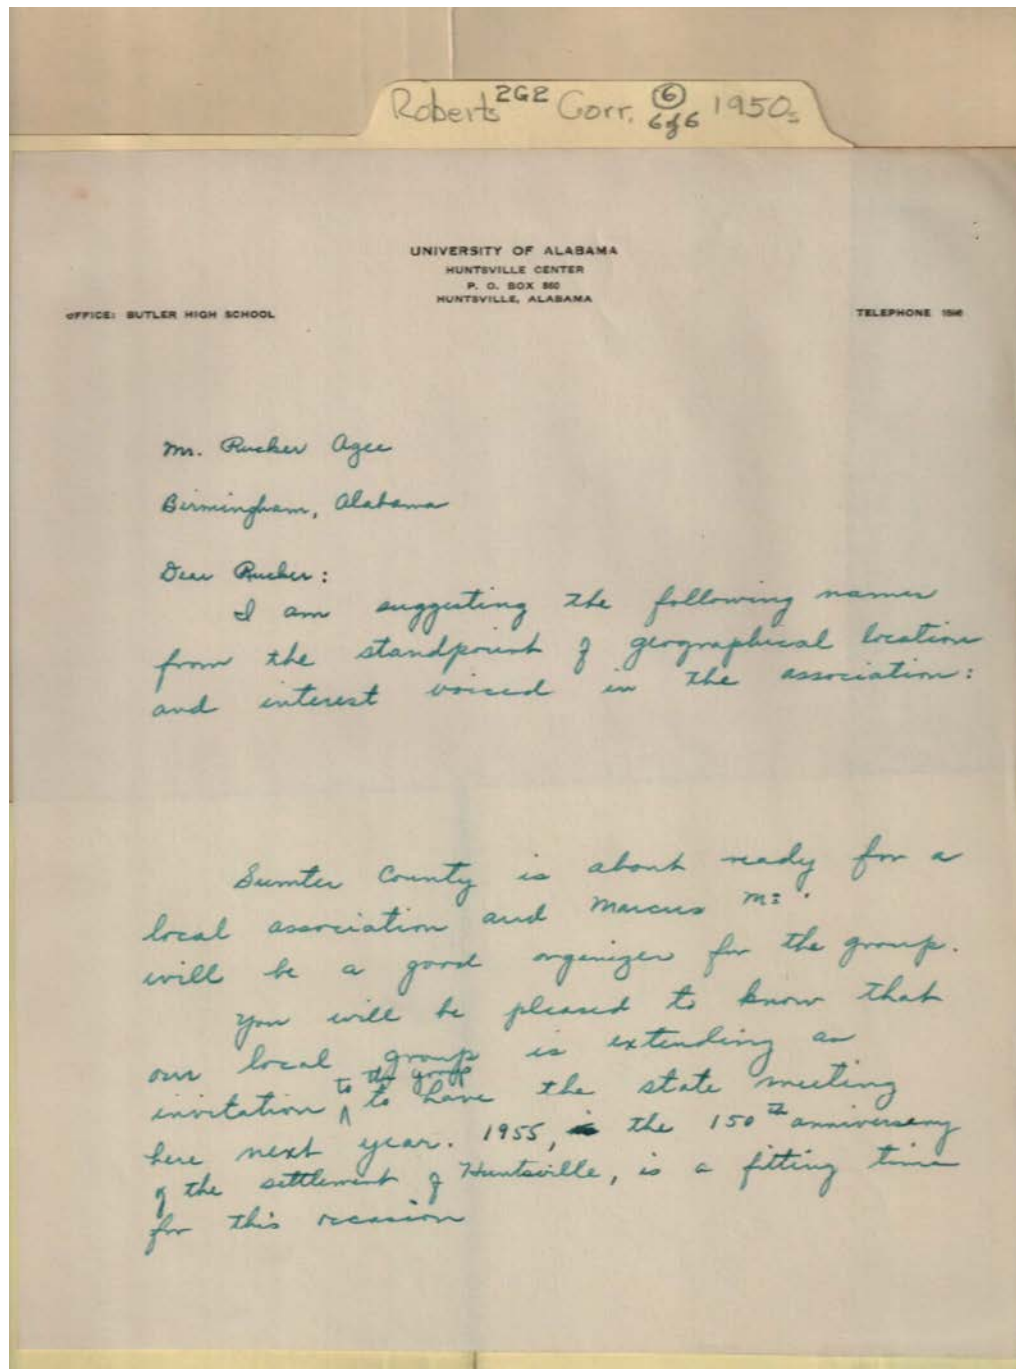 Roberts 2G2 Corr. 6 1950s
6 of 6
UNIVERSITY OF ALABAMA
HUNTSVILLE CENTER
P. O. BOX 860
HUNTSVILLE, ALABAMA
OFFICE: BUTLER HIGH SCHOOL
TELEPHONE
Mr. Rucker Agee
Birmingham, Alabama
Dear Rucker:
I am suggesting the following names
from the standpoint of geographical location
and interest voiced in the association:
Sumter County is about ready for a
local association and Marcus
will be a good organizer for the group.
You will be pleased to know that
our local group is extending an
invitation to the group to have the state meeting
here next year. 1955, the 150th anniversary
of the settlement of Huntsville, is a fitting time
for this occasion